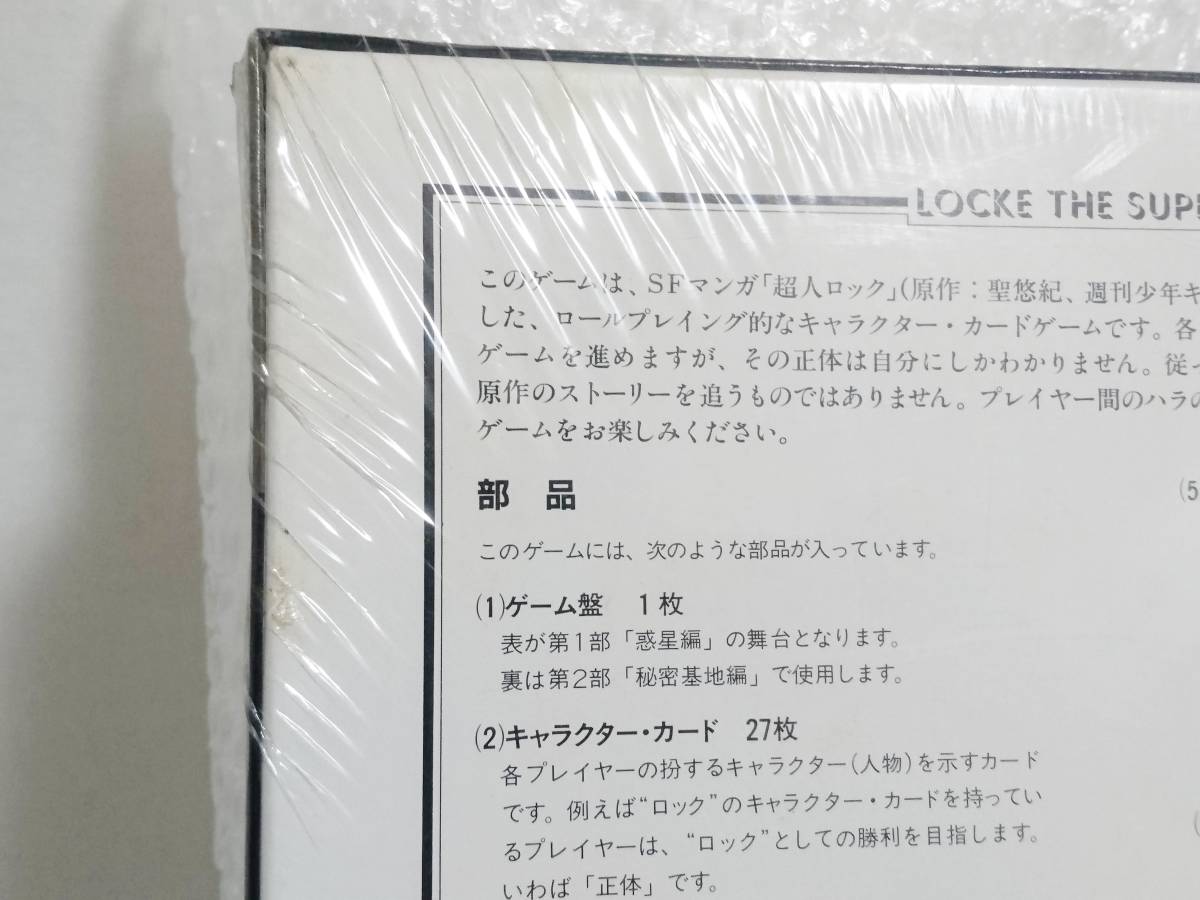 LOCKE THE SUPE
このゲームは、SFマンガ「超人ロック」(原作：聖悠紀、週刊少年キ
した、ロールプレイング的なキャラクター・カードゲームです。各
ゲームを進めますが、その正体は自分にしかわかりません。従っ
原作のストーリーを追うものではありません。プレイヤー間のハラの
ゲームをお楽しみください。
部 品
(5
このゲームには、次のような部品が入っています。
(1)ゲーム盤 1枚
表が第1部「惑星編」の舞台となります。
裏は第2部「秘密基地編」で使用します。
(2)キャラクター・カード 27枚
各プレイヤーの扮するキャラクター(人物)を示すカード
です。例えば“ロック”のキャラクター・カードを持ってい
るプレイヤーは、“ロック”としての勝利を目指します。
いわば「正体」です。